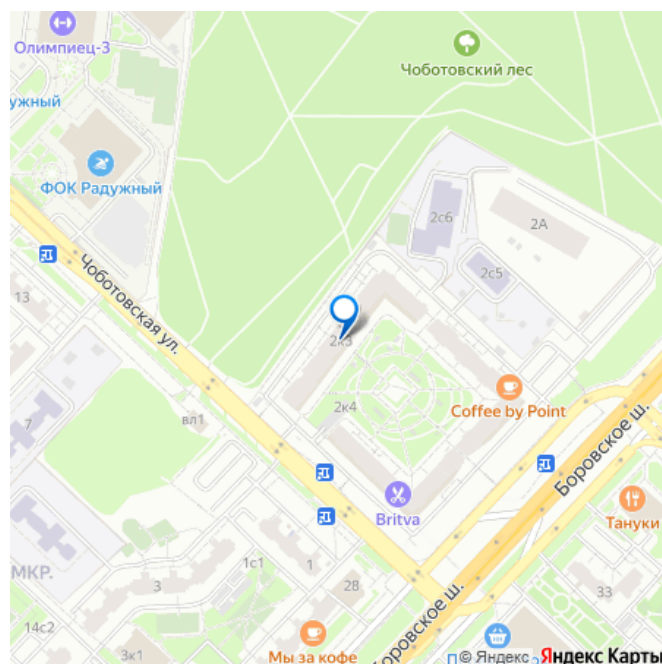 Олимпиец-3
Чоботовский лес
ужный
ФОК Радужный
2с6
2А
2с5
Чоботовская ул.
13
2к3
Coffee by Point
2к4
вл1
7
Боровское ш.
Britva
Тануки
МКР.
1с1
1
3
28
33
14с2
3к1
Мы за кофе
Боровское ш.
© Яндекс Яндекс Карты